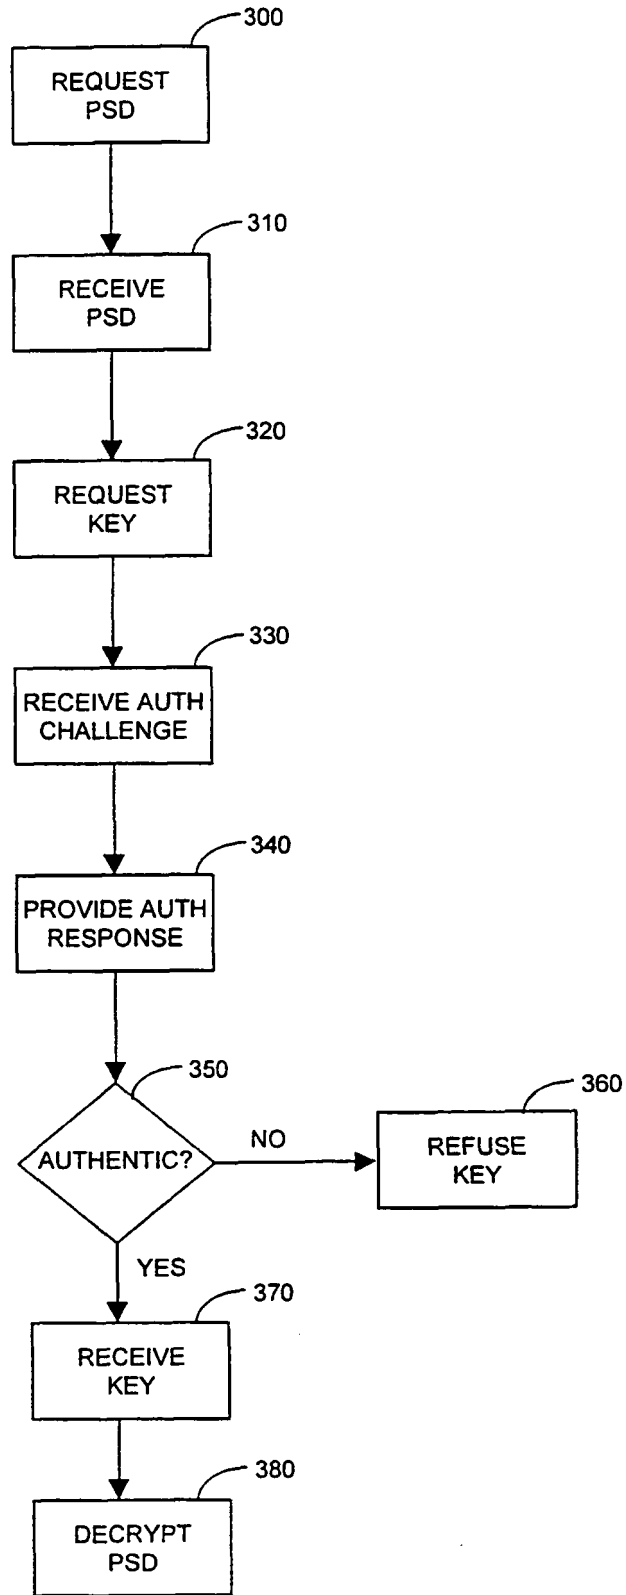 300
REQUEST
PSD
310
RECEIVE
PSD
320
REQUEST
KEY
330
RECEIVE AUTH
CHALLENGE
340
PROVIDE AUTH
RESPONSE
350
AUTHENTIC?
NO
360
REFUSE
KEY
YES
370
RECEIVE
KEY
380
DECRYPT
PSD